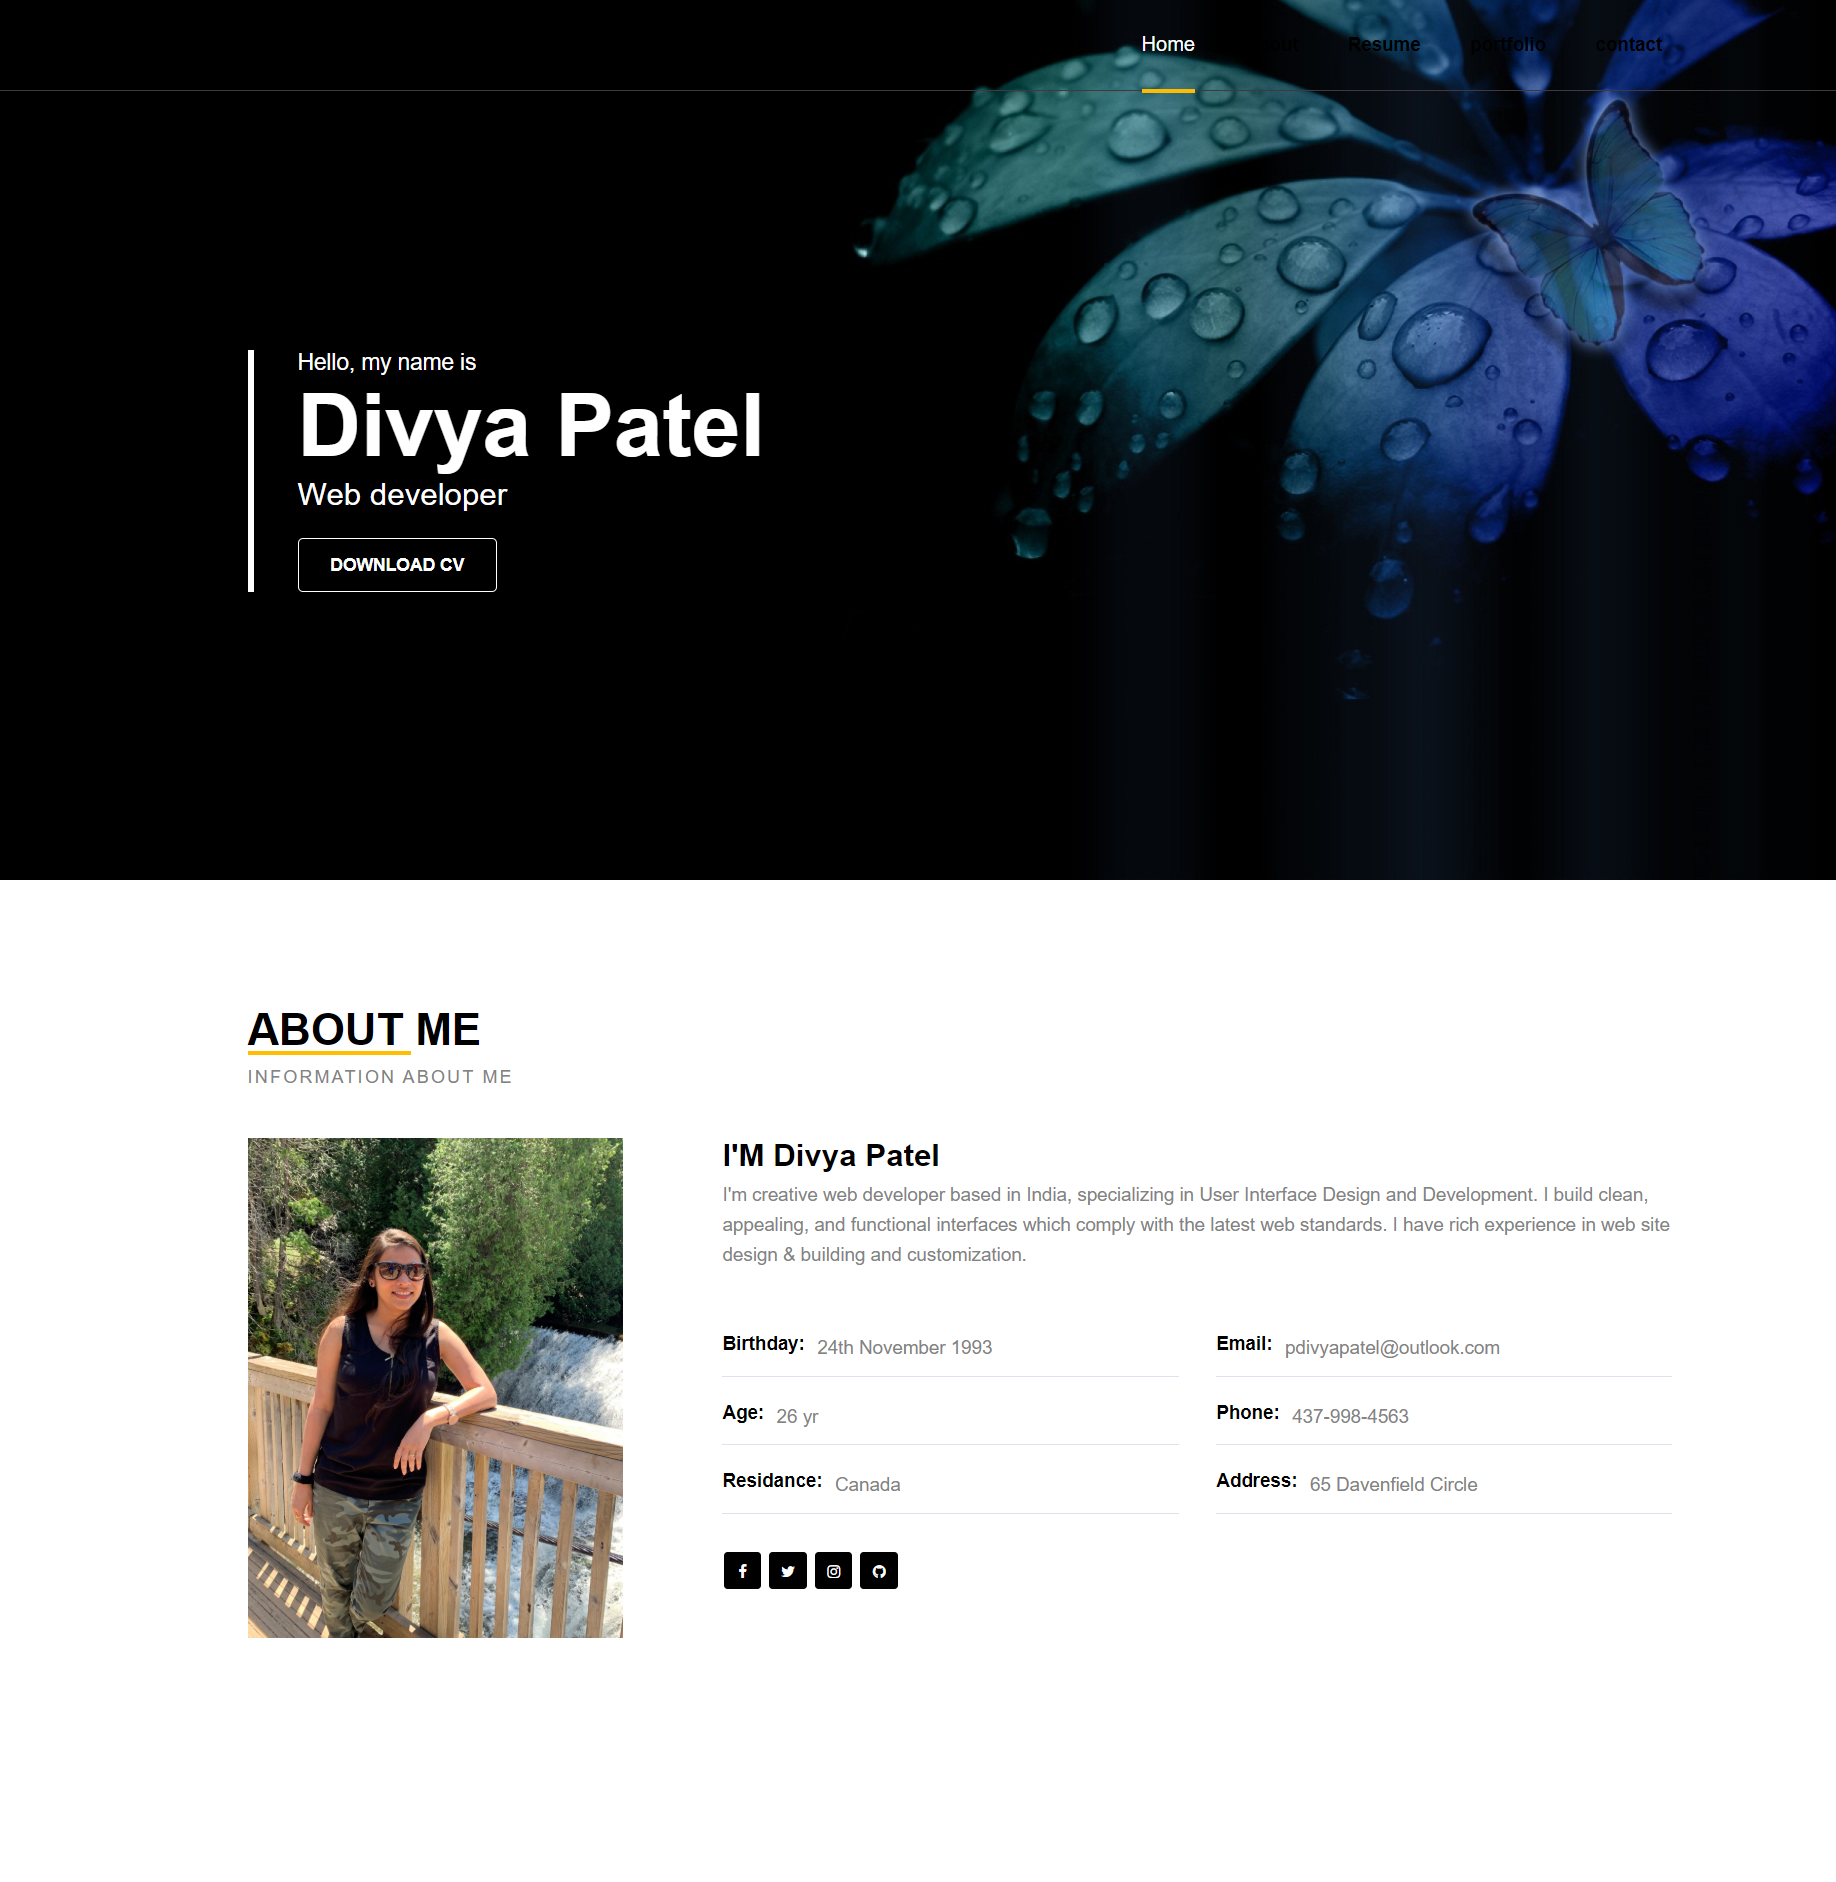 Home Resume portfolio contact
Hello, my name is
Divya Patel
Web developer
DOWNLOAD CV
ABOUT ME
INFORMATION ABOUT ME
I'M Divya Patel
I'm creative web developer based in India, specializing in User Interface Design and Development. I build clean,
appealing, and functional interfaces which comply with the latest web standards. I have rich experience in web site
design & building and customization.
Birthday: 24th November 1993
Email: pdivyapatel@outlook.com
Age: 26 yr
Phone: 437-998-4563
Residance: Canada
Address: 65 Davenfield Circle